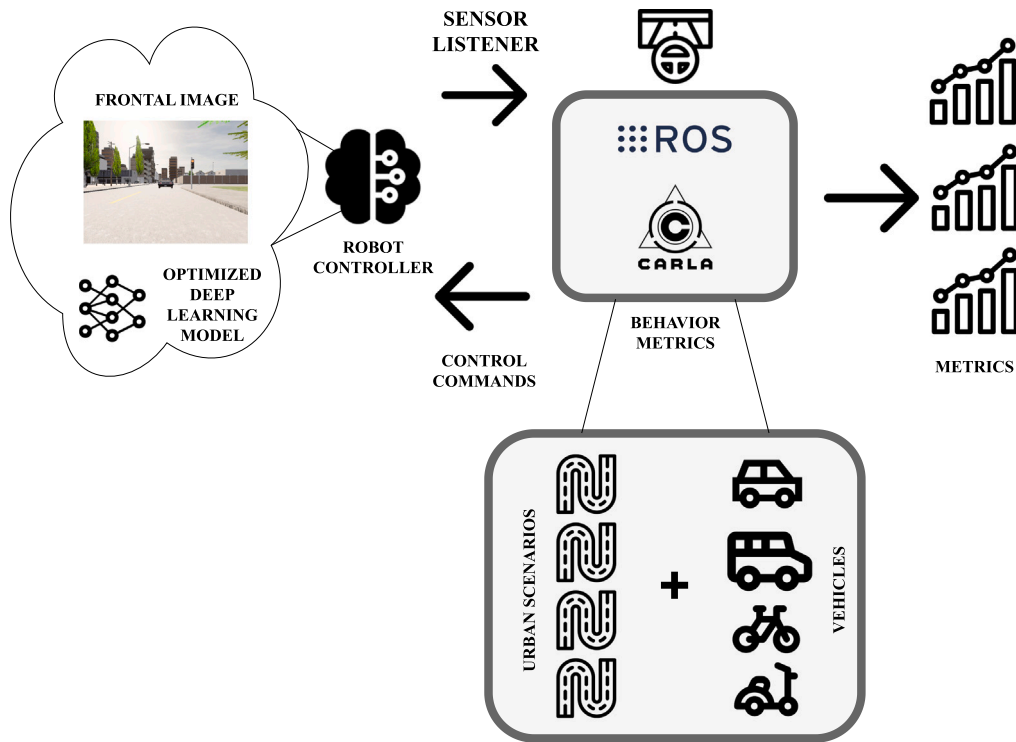 SENSOR
LISTENER
FRONTAL IMAGE
ROS
CARLA
ROBOT
CONTROLLER
OPTIMIZED
DEEP
LEARNING
MODEL
BEHAVIOR
METRICS
CONTROL
COMMANDS
METRICS
URBAN SCENARIOS
+
VEHICLES